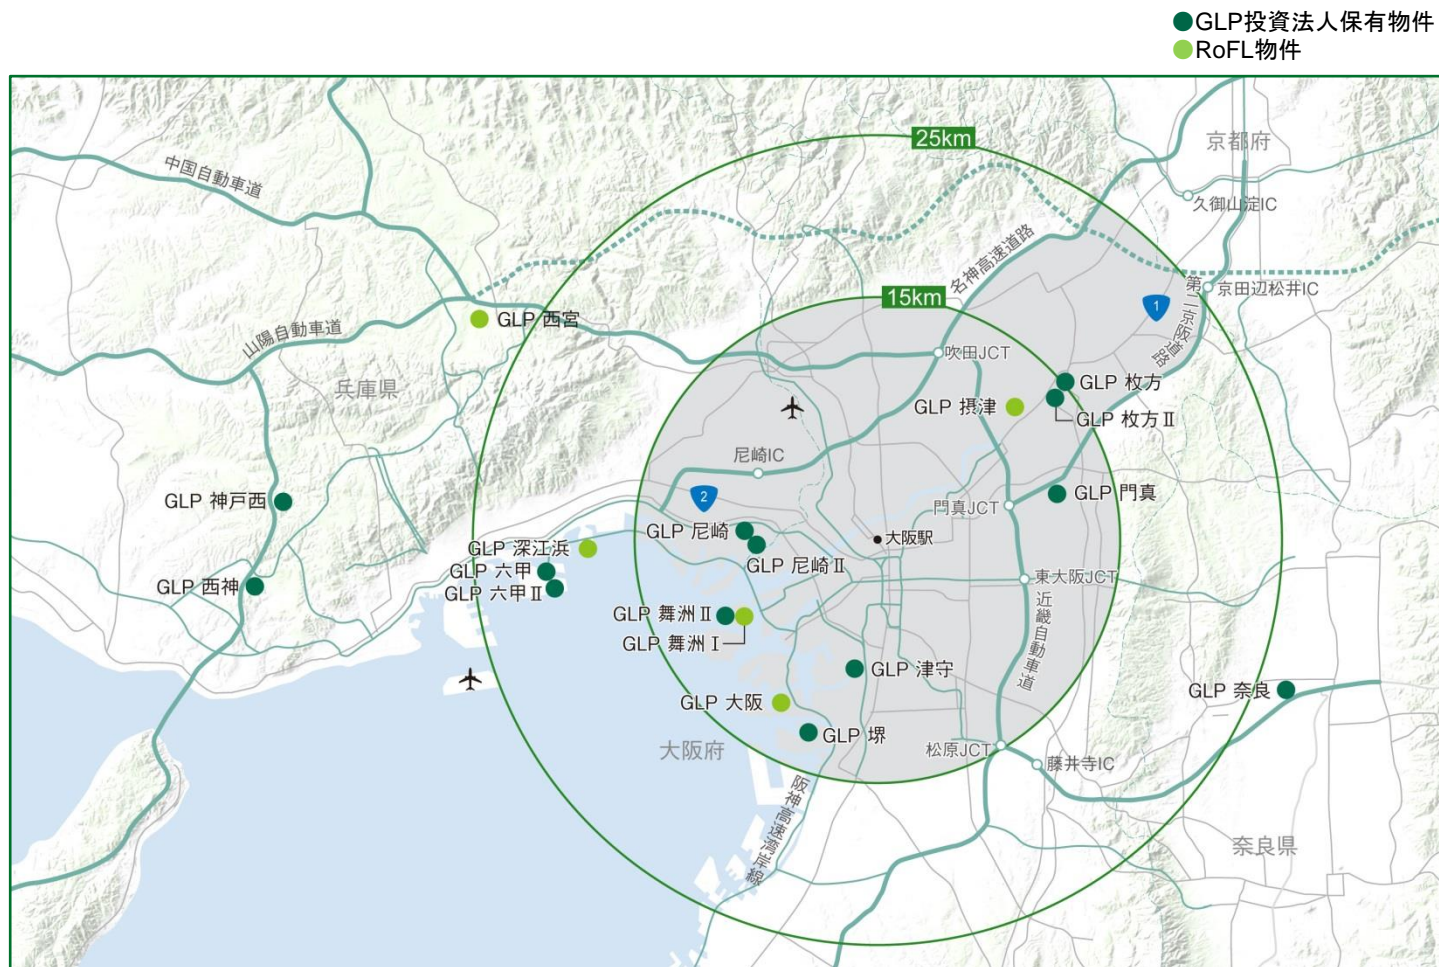 ●GLP投資法人保有物件
●RoFL物件
25km
京都府
中国自動車道
久御山淀IC
名神高速道路
第二京阪道路
京田辺松井IC
15km
1
GLP 西宮
山陽自動車道
吹田JCT
兵庫県
GLP 枚方
GLP 摂津
GLP 枚方Ⅱ
尼崎IC
2
GLP 門真
門真JCT
GLP 神戸西
GLP 尼崎
大阪駅
GLP 深江浜
GLP 尼崎Ⅱ
GLP 六甲
東大阪JCT
GLP 西神
GLP 六甲Ⅱ
近畿自動車道
GLP 舞洲Ⅱ
GLP 舞洲Ⅰ
GLP 津守
GLP 奈良
GLP 大阪
GLP 堺
大阪府
松原JCT
藤井寺IC
阪神高速湾岸線
奈良県